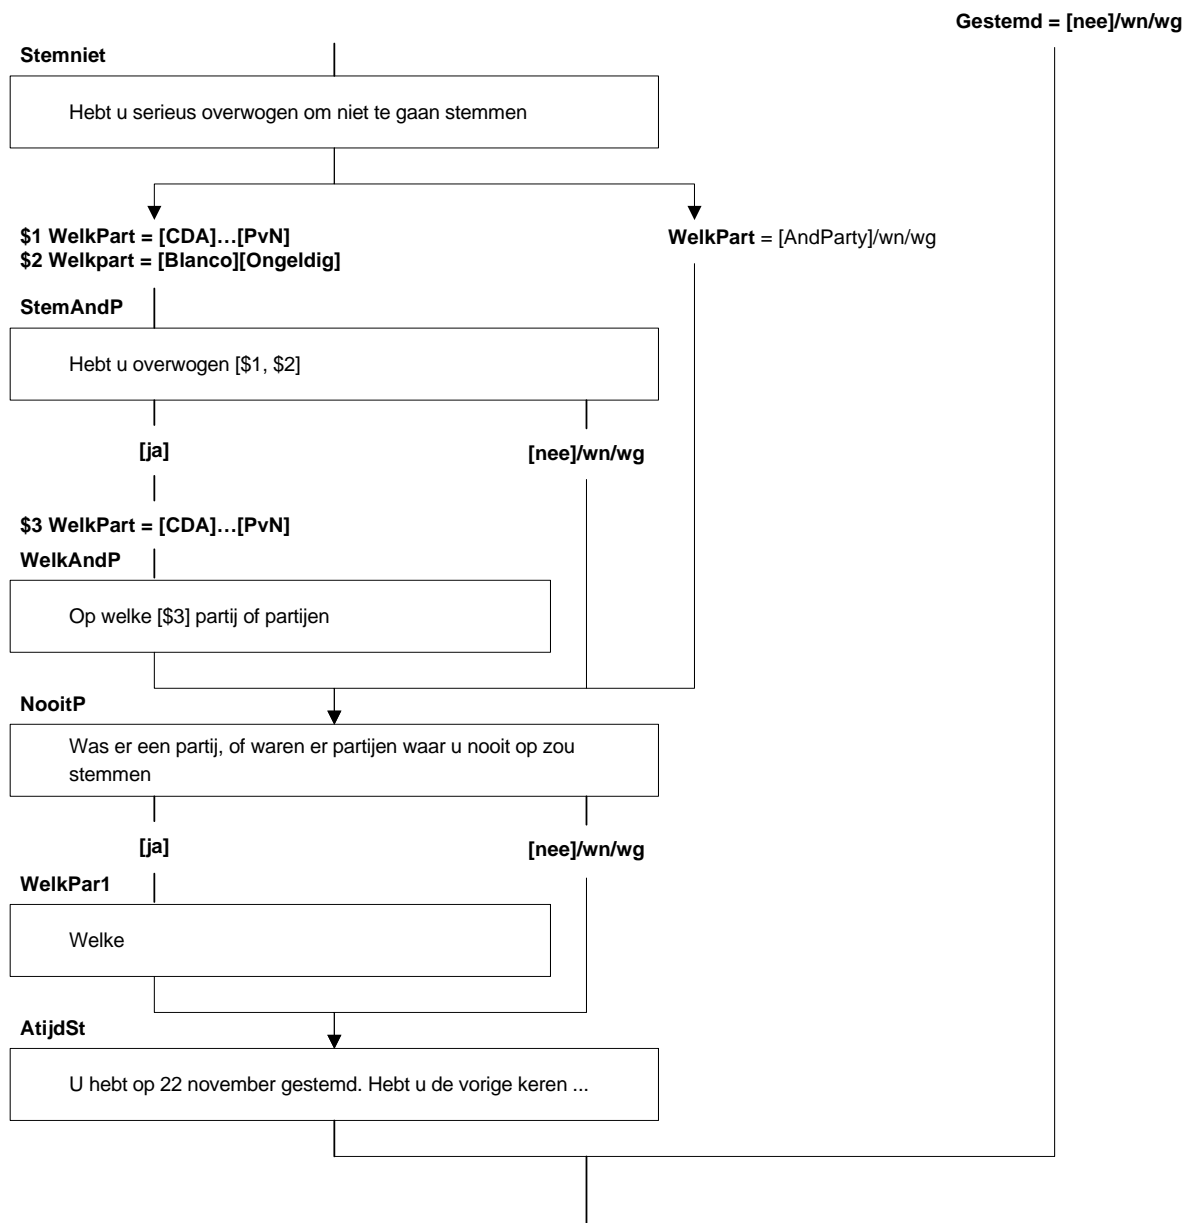 Gestemd = [nee]/wn/wg
Stemniet
Hebt u serieus overwogen om niet te gaan stemmen
$1 WelkPart = [CDA]…[PvN]
$2 Welkpart = [Blanco][Ongeldig]
WelkPart = [AndParty]/wn/wg
StemAndP
Hebt u overwogen [$1, $2]
[ja]
[nee]/wn/wg
$3 WelkPart = [CDA]…[PvN]
WelkAndP
Op welke [$3] partij of partijen
NooitP
Was er een partij, of waren er partijen waar u nooit op zou
stemmen
[ja]
[nee]/wn/wg
WelkPar1
Welke
AtijdSt
U hebt op 22 november gestemd. Hebt u de vorige keren ...